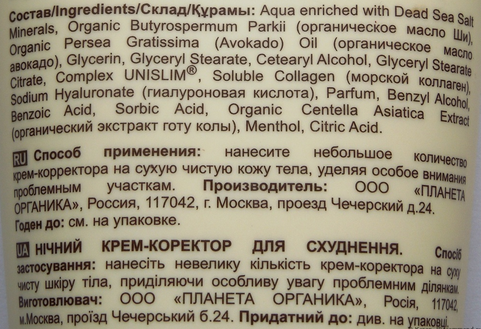 Состав/Ingredients/Склад/Құрамы: Aqua enriched with Dead Sea Salt
Minerals, Organic Butyrospermum Parkii (органическое масло Ши),
Organic Persea Gratissima (Avokado) Oil (органическое масло
авокадо), Glycerin, Glyceryl Stearate, Cetearyl Alcohol, Glyceryl Stearate
Citrate, Complex UNISLIM®, Soluble Collagen (морской коллаген),
Sodium Hyaluronate (гиалуроновая кислота), Parfum, Benzyl Alcohol,
Benzoic Acid, Sorbic Acid, Organic Centella Asiatica Extract
(органический экстракт готу колы), Menthol, Citric Acid.
RU Способ применения: нанесите небольшое количество
крем-корректора на сухую чистую кожу тела, уделяя особое внимания
проблемным участкам. Производитель: ООО «ПЛАНЕТА
ОРГАНИКА», Россия, 117042, г. Москва, проезд Чечерский д.24.
Годен до: см. на упаковке.
UA НІЧНИЙ КРЕМ-КОРЕКТОР ДЛЯ СХУДНЕННЯ. Спосіб
застосування: нанесіть невелику кількість крем-коректора на суху
чисту шкіру тіла, приділяючи особливу увагу проблемним ділянкам.
Виготовлювач: ООО «ПЛАНЕТА ОРГАНИКА», Росія, 117042,
м.Москва, проїзд Чечерський б.24. Придатний до: див. на упаковці.